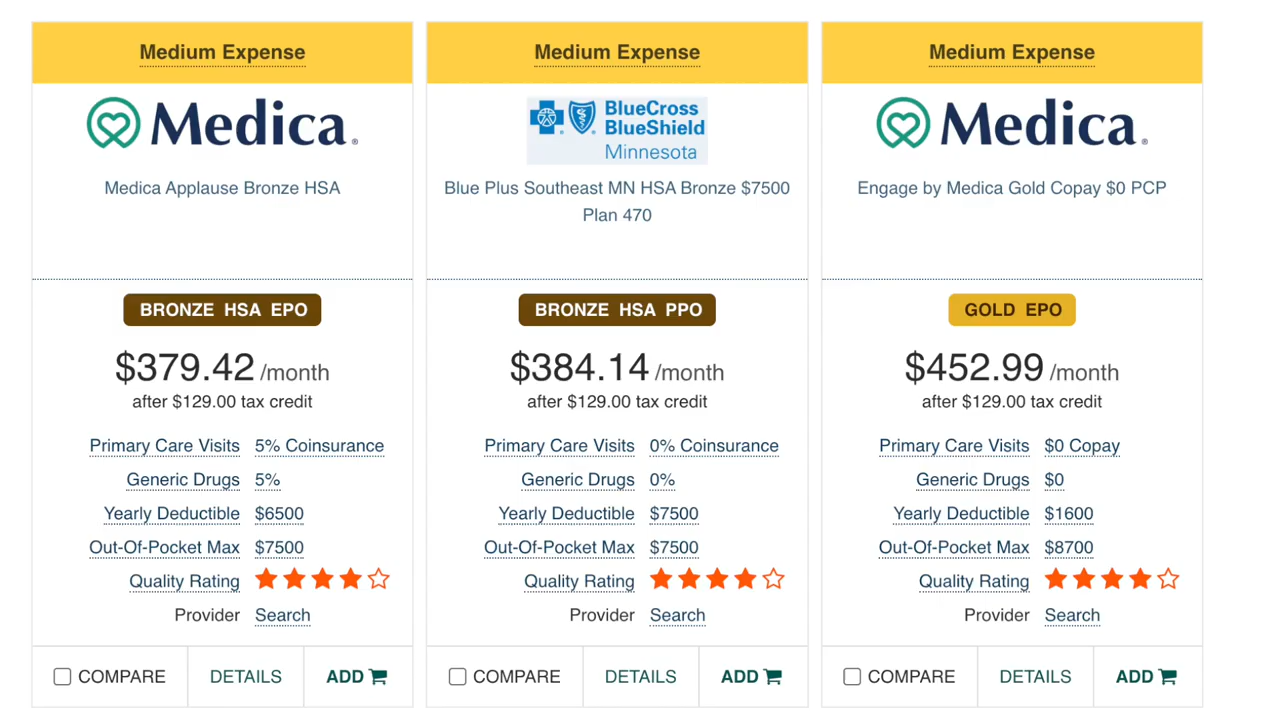 Medium Expense
Medica®
Medica Applause Bronze HSA
BRONZE HSA EPO
$379.42 /month
after $129.00 tax credit
Primary Care Visits 5% Coinsurance
Generic Drugs 5%
Yearly Deductible $6500
Out-Of-Pocket Max $7500
Quality Rating
Provider Search
COMPARE DETAILS ADD
Medium Expense
BlueCross
BlueShield
Minnesota
Blue Plus Southeast MN HSA Bronze $7500
Plan 470
BRONZE HSA PPO
$384.14 /month
after $129.00 tax credit
Primary Care Visits 0% Coinsurance
Generic Drugs 0%
Yearly Deductible $7500
Out-Of-Pocket Max $7500
Quality Rating
Provider Search
COMPARE DETAILS ADD
Medium Expense
Medica®
Engage by Medica Gold Copay $0 PCP
GOLD EPO
$452.99 /month
after $129.00 tax credit
Primary Care Visits $0 Copay
Generic Drugs $0
Yearly Deductible $1600
Out-Of-Pocket Max $8700
Quality Rating
Provider Search
COMPARE DETAILS ADD